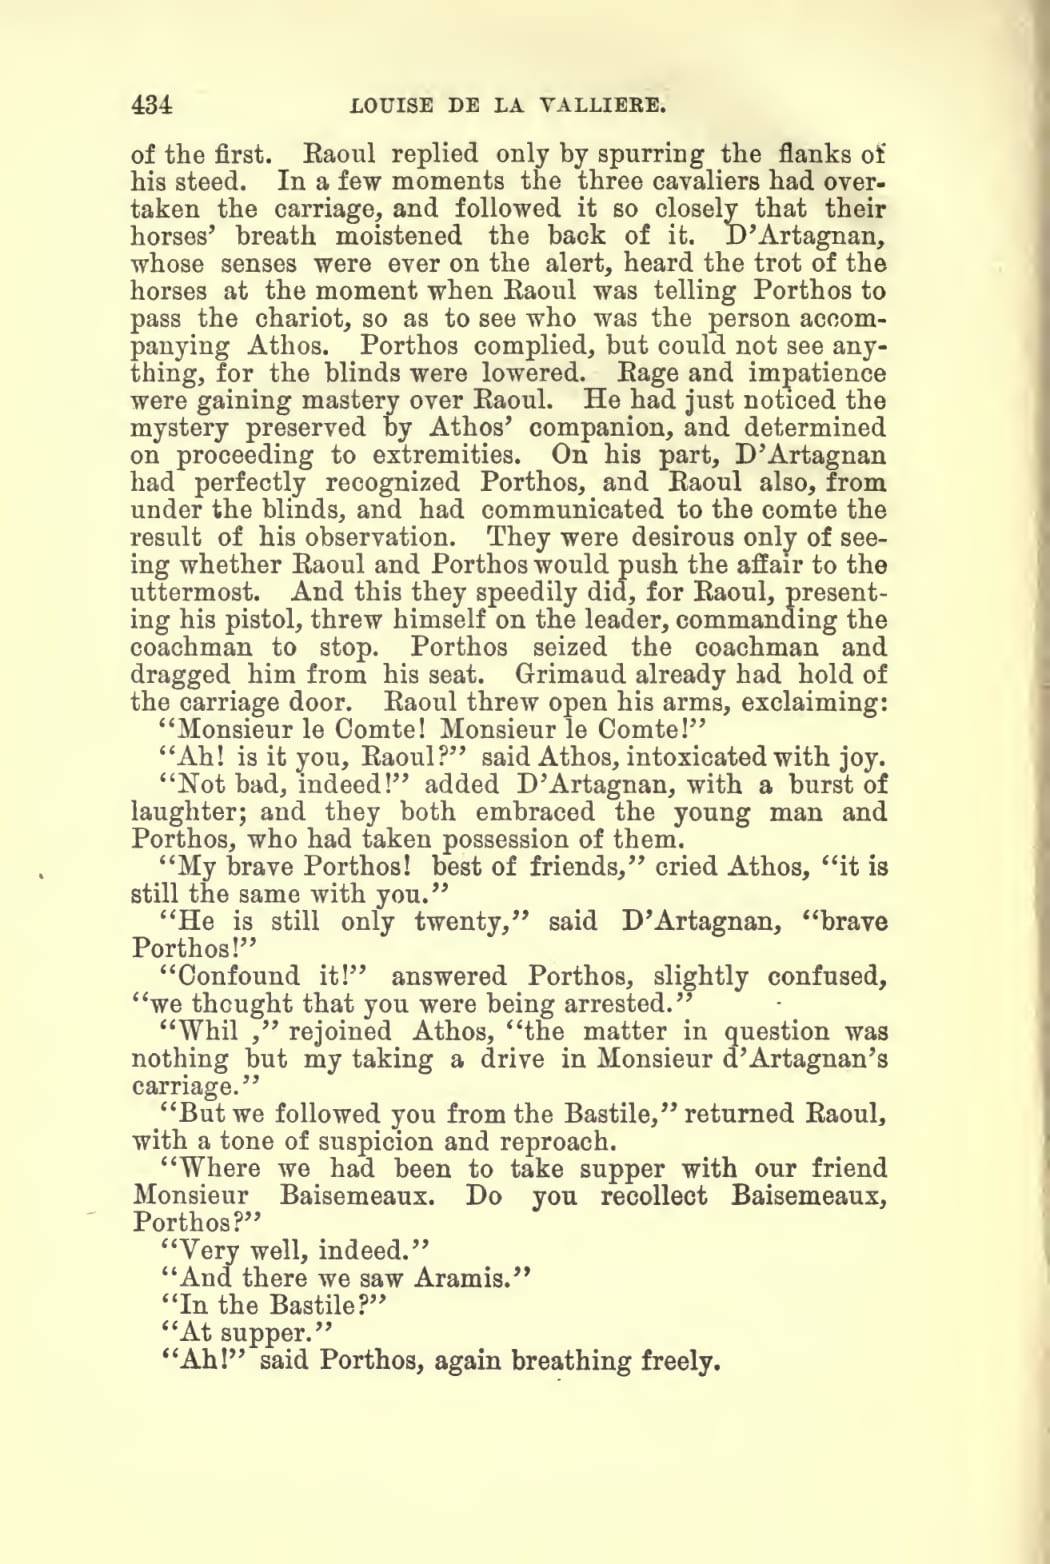 434 LOUISE DE LA VALLIERE.
of the first. Raoul replied only by spurring the flanks of
his steed. In a few moments the three cavaliers had over-
taken the carriage, and followed it so closely that their
horses’ breath moistened the back of it. D’Artagnan,
whose senses were ever on the alert, heard the trot of the
horses at the moment when Raoul was telling Porthos to
pass the chariot, so as to see who was the person accom-
panying Athos. Porthos complied, but could not see any-
thing, for the blinds were lowered. Rage and impatience
were gaining mastery over Raoul. He had just noticed the
mystery preserved by Athos’ companion, and determined
on proceeding to extremities. On his part, D’Artagnan
had perfectly recognized Porthos, and Raoul also, from
under the blinds, and had communicated to the comte the
result of his observation. They were desirous only of see-
ing whether Raoul and Porthos would push the affair to the
uttermost. And this they speedily did, for Raoul, present-
ing his pistol, threw himself on the leader, commanding the
coachman to stop. Porthos seized the coachman and
dragged him from his seat. Grimaud already had hold of
the carriage door. Raoul threw open his arms, exclaiming:
“Monsieur le Comte! Monsieur le Comte!”
“Ah! is it you, Raoul?” said Athos, intoxicated with joy.
“Not bad, indeed!” added D’Artagnan, with a burst of
laughter; and they both embraced the young man and
Porthos, who had taken possession of them.
“My brave Porthos! best of friends,” cried Athos, “it is
still the same with you.”
“He is still only twenty,” said D’Artagnan, “brave
Porthos!”
“Confound it!” answered Porthos, slightly confused,
“we thought that you were being arrested.”
“Whil ,” rejoined Athos, “the matter in question was
nothing but my taking a drive in Monsieur d’Artagnan’s
carriage.”
“But we followed you from the Bastile,” returned Raoul,
with a tone of suspicion and reproach.
“Where we had been to take supper with our friend
Monsieur Baisemeaux. Do you recollect Baisemeaux,
Porthos?”
“Very well, indeed.”
“And there we saw Aramis.”
“In the Bastile?”
“At supper.”
“Ah!” said Porthos, again breathing freely.